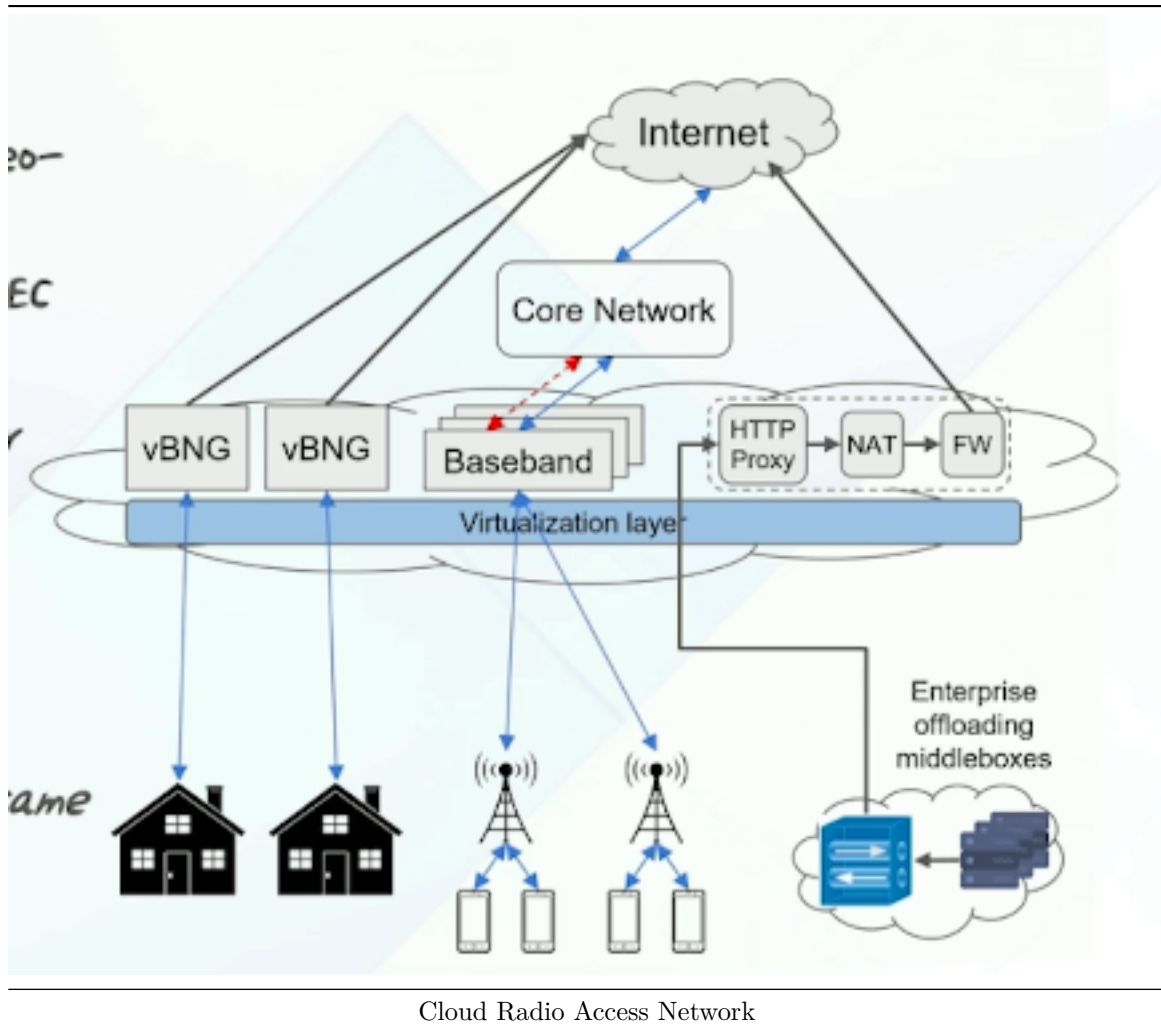 Internet
eo-
EC
Core Network
vBNG
vBNG
Baseband
HTTP
Proxy
NAT
FW
Virtualization layer
Enterprise
offloading
middleboxes
ame
Cloud Radio Access Network